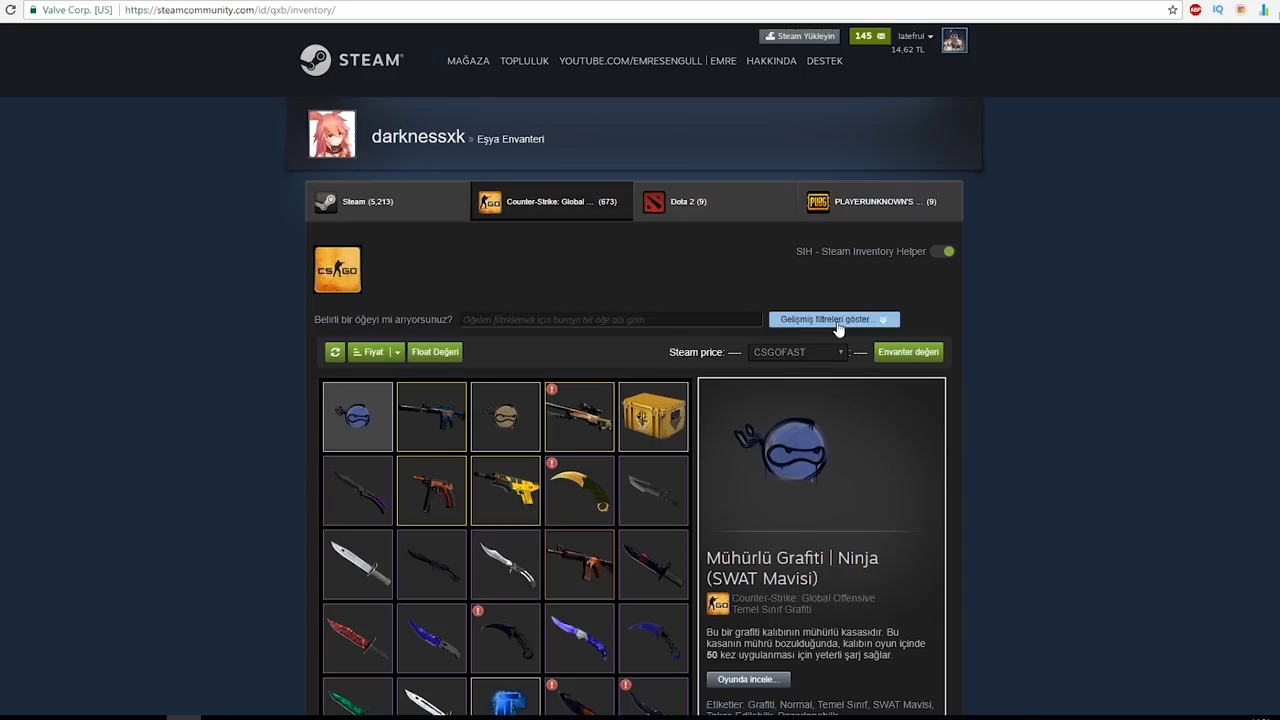 Valve Corp. [US]
https://steamcommunity.com/id/qxb/inventory/
ABP
IQ
Steam Yükleyin
145
latefrul
14,62 TL
STEAM
MAĞAZA
TOPLULUK
YOUTUBE.COM/EMRESENGULL | EMRE
HAKKINDA
DESTEK
darknessxk » Eşya Envanteri
Steam (5,213)
Counter-Strike: Global ... (673)
Dota 2 (9)
PUBG
PLAYERUNKNOWN'S ... (9)
CS GO
SIH - Steam Inventory Helper
Belirli bir öğeyi mi arıyorsunuz?
Öğeleri filtrelemek için buraya bir öğe adı girin
Gelişmiş filtreleri göster...
Fiyat
Float Değeri
Steam price: ----
CSGOFAST
: ----
Envanter değeri
Mühürlü Grafiti | Ninja
(SWAT Mavisi)
Counter-Strike: Global Offensive
Temel Sınıf Grafiti
Bu bir grafiti kalıbının mühürlü kasasıdır. Bu
kasanın mührü bozulduğunda, kalıbın oyun içinde
50 kez uygulanması için yeterli şarj sağlar.
Oyunda incele...
Etiketler: Grafiti, Normal, Temel Sınıf, SWAT Mavisi,